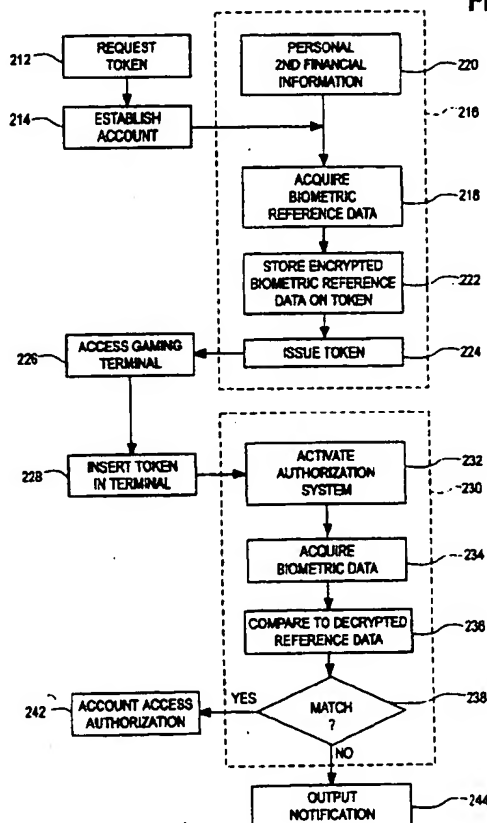 212
REQUEST
TOKEN
214
ESTABLISH
ACCOUNT
PERSONAL
2ND FINANCIAL
INFORMATION
220
216
ACQUIRE
BIOMETRIC
REFERENCE DATA
218
STORE ENCRYPTED
BIOMETRIC REFERENCE
DATA ON TOKEN
222
ISSUE TOKEN
224
226
ACCESS GAMING
TERMINAL
228
INSERT TOKEN
IN TERMINAL
ACTIVATE
AUTHORIZATION
SYSTEM
232
230
ACQUIRE
BIOMETRIC DATA
234
COMPARE TO DECRYPTED
REFERENCE DATA
236
MATCH
?
238
YES
242
ACCOUNT ACCESS
AUTHORIZATION
NO
OUTPUT
NOTIFICATION
244